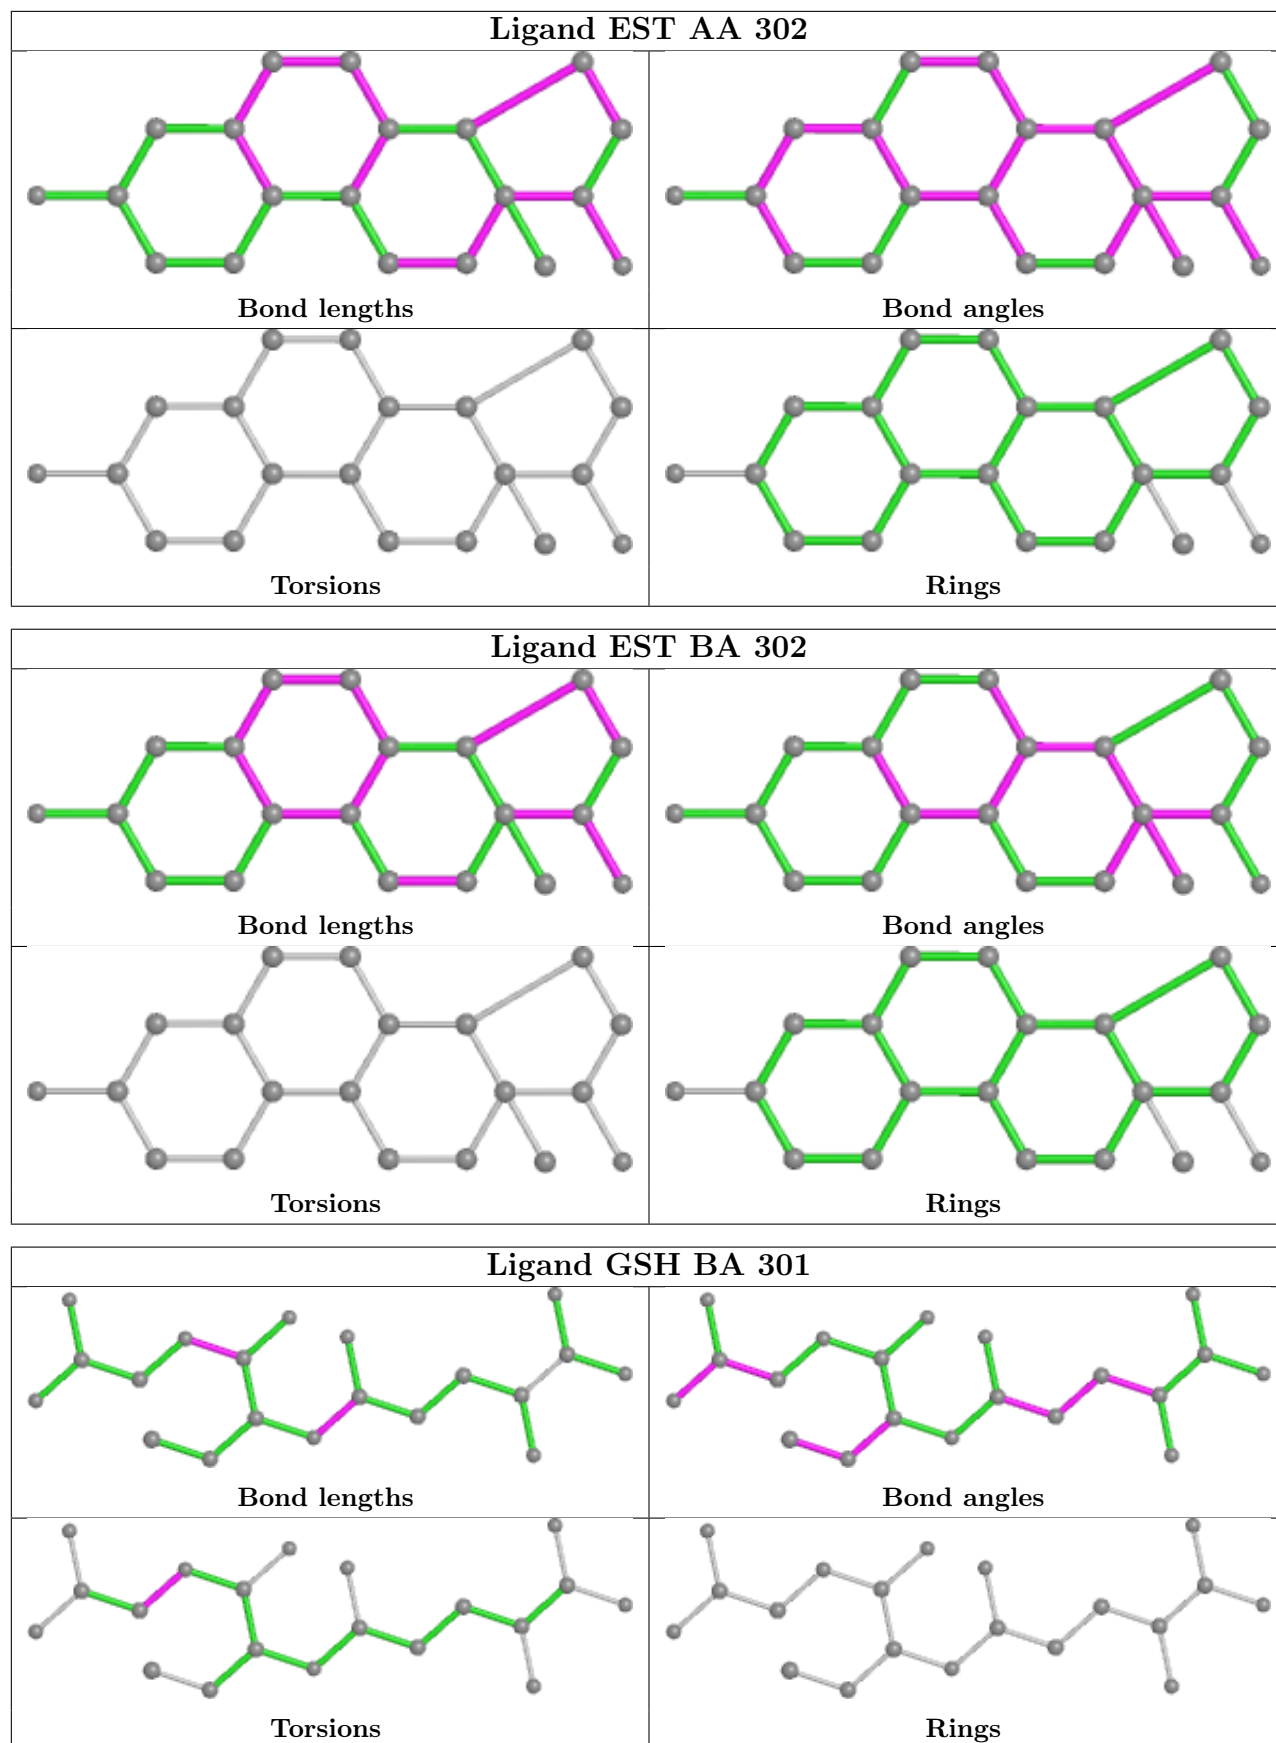 Ligand EST AA 302
Bond lengths
Bond angles
Torsions
Rings
Ligand EST BA 302
Bond lengths
Bond angles
Torsions
Rings
Ligand GSH BA 301
Bond lengths
Bond angles
Torsions
Rings